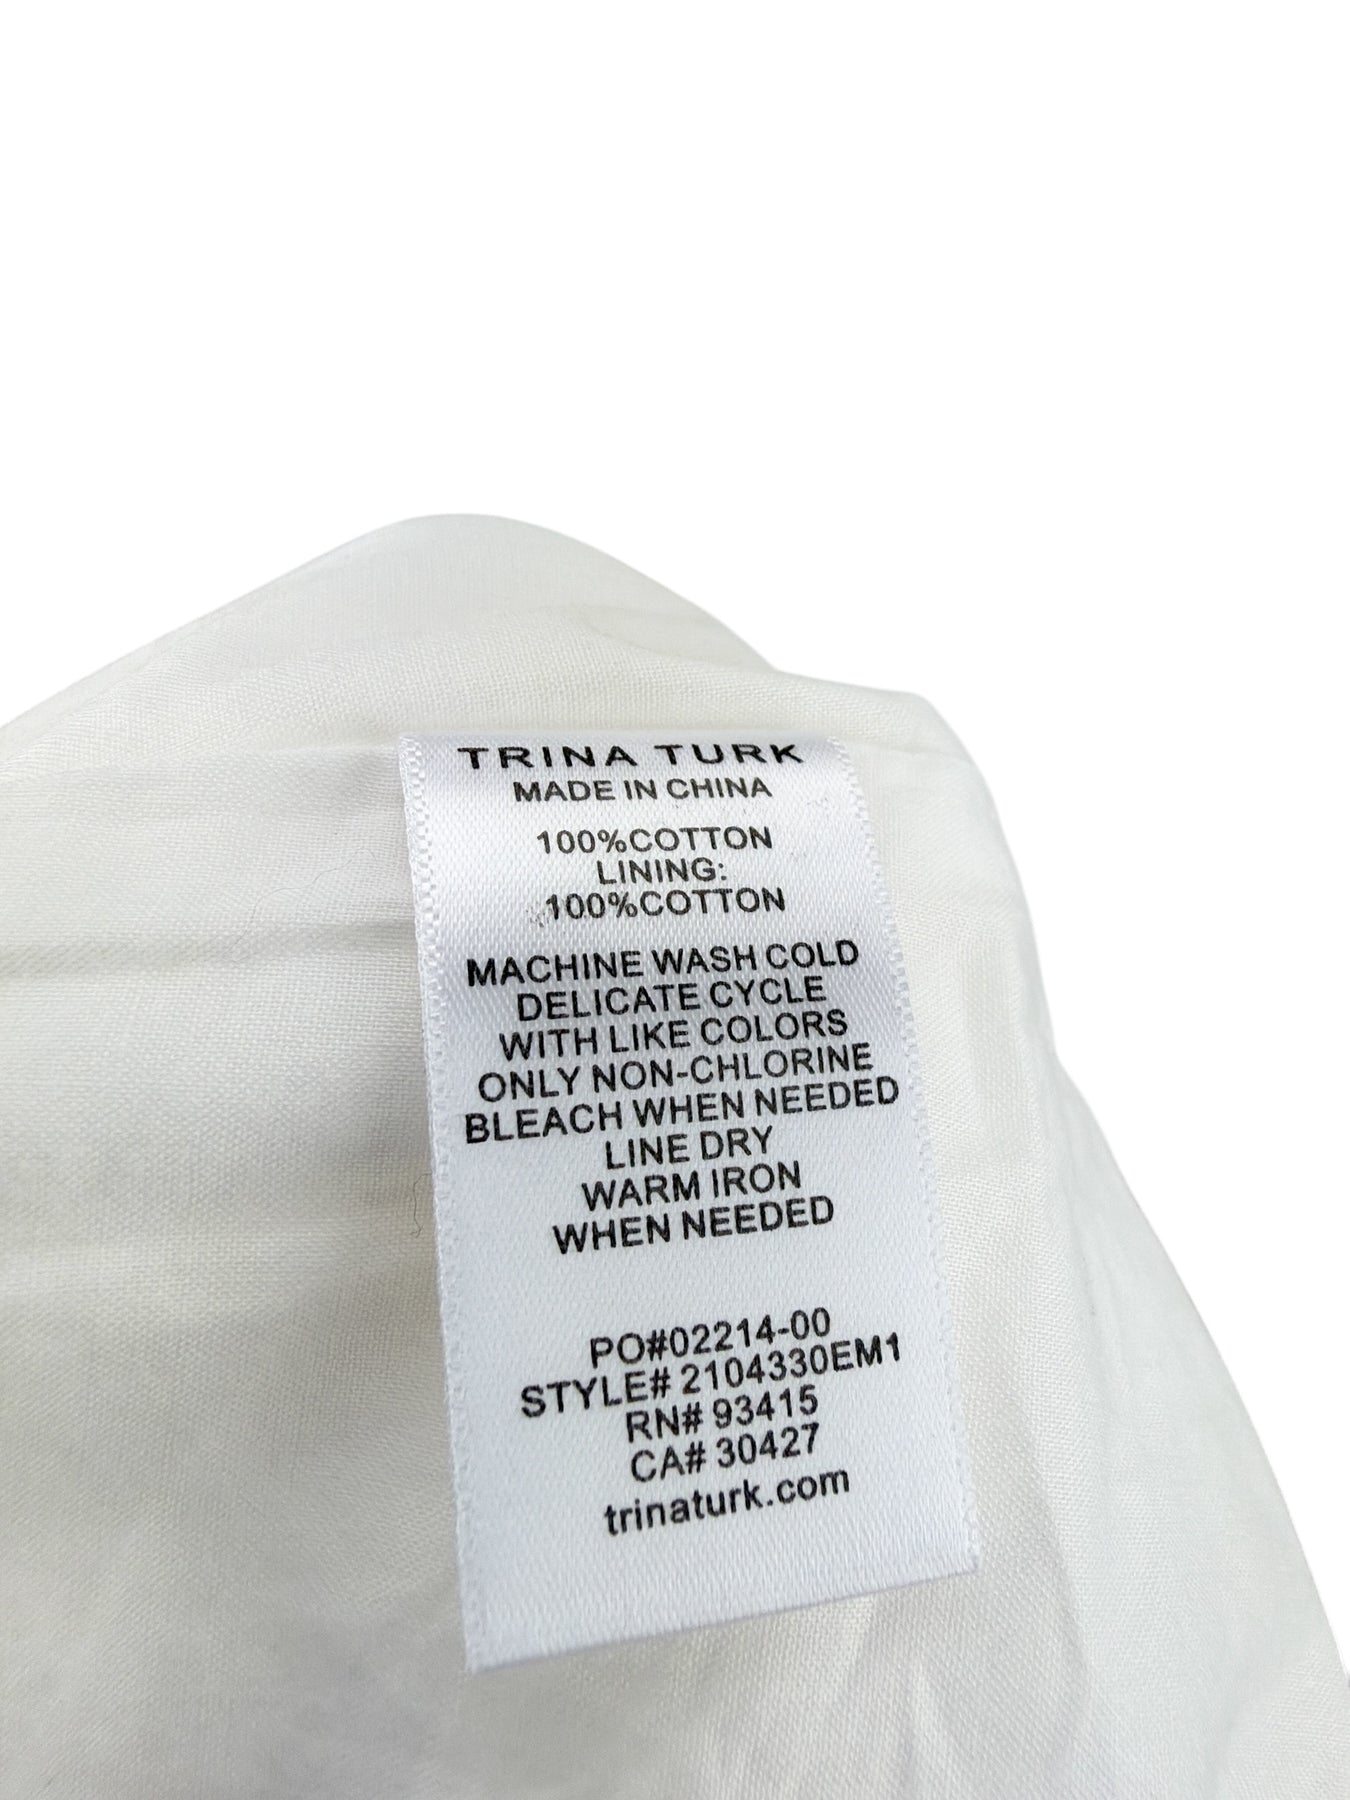 TRINA TURK
MADE IN CHINA
100%COTTON
LINING:
100%COTTON
MACHINE WASH COLD
DELICATE CYCLE
WITH LIKE COLORS
ONLY NON-CHLORINE
BLEACH WHEN NEEDED
LINE DRY
WARM IRON
WHEN NEEDED
PO#02214-00
STYLE# 2104330EM1
RN# 93415
CA# 30427
trinaturk.com